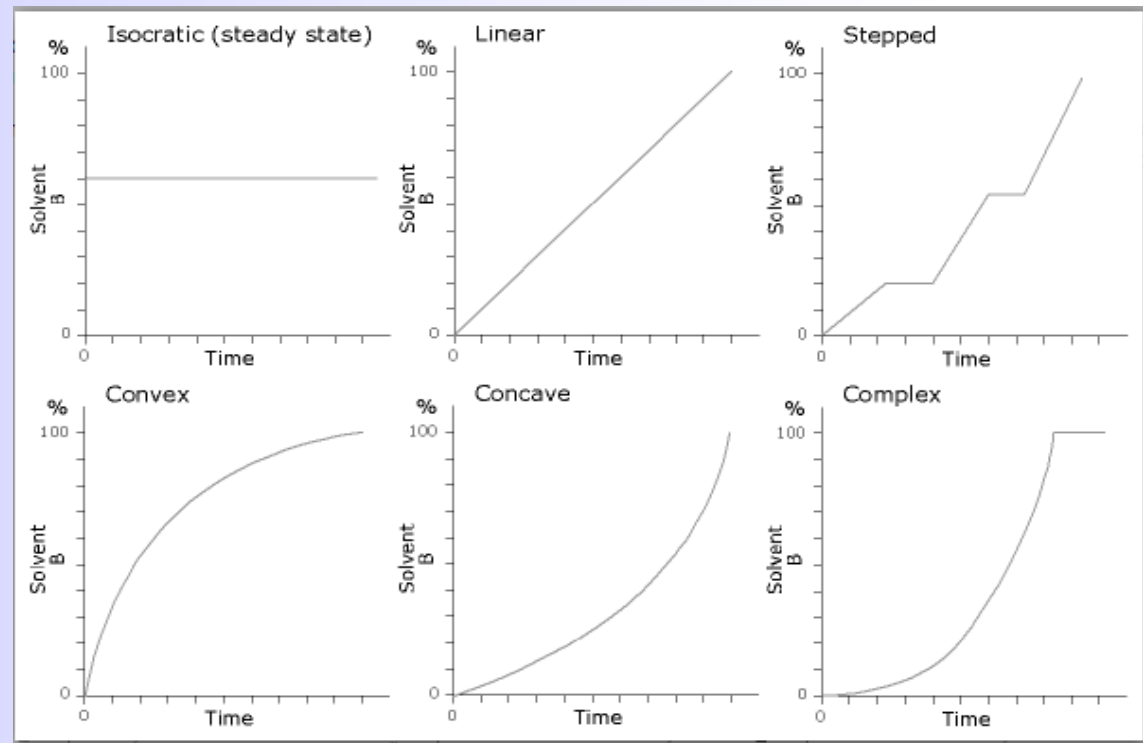 Isocratic (steady state)
%
100
Solvent
B
0
0
Time
Linear
%
100
Solvent
B
0
0
Time
Stepped
%
100
Solvent
B
0
0
Time
Convex
%
100
Solvent
B
0
0
Time
Concave
%
100
Solvent
B
0
0
Time
Complex
%
100
Solvent
B
0
0
Time